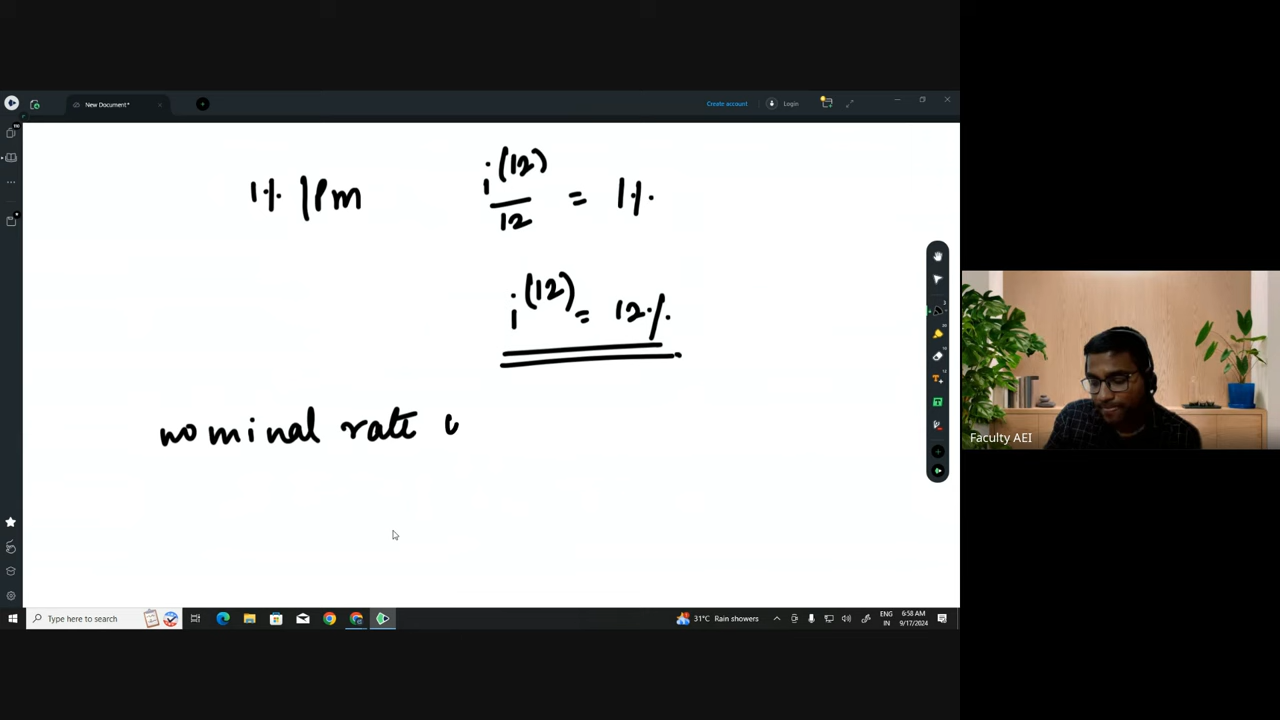 New Document*
Create account
Login
1% |Pm
i^(12)/12 = 1%.
i^(12) = 12%.
nominal rate
Faculty AEI
Type here to search
31°C Rain showers
ENG
IN
6:58 AM
9/17/2024